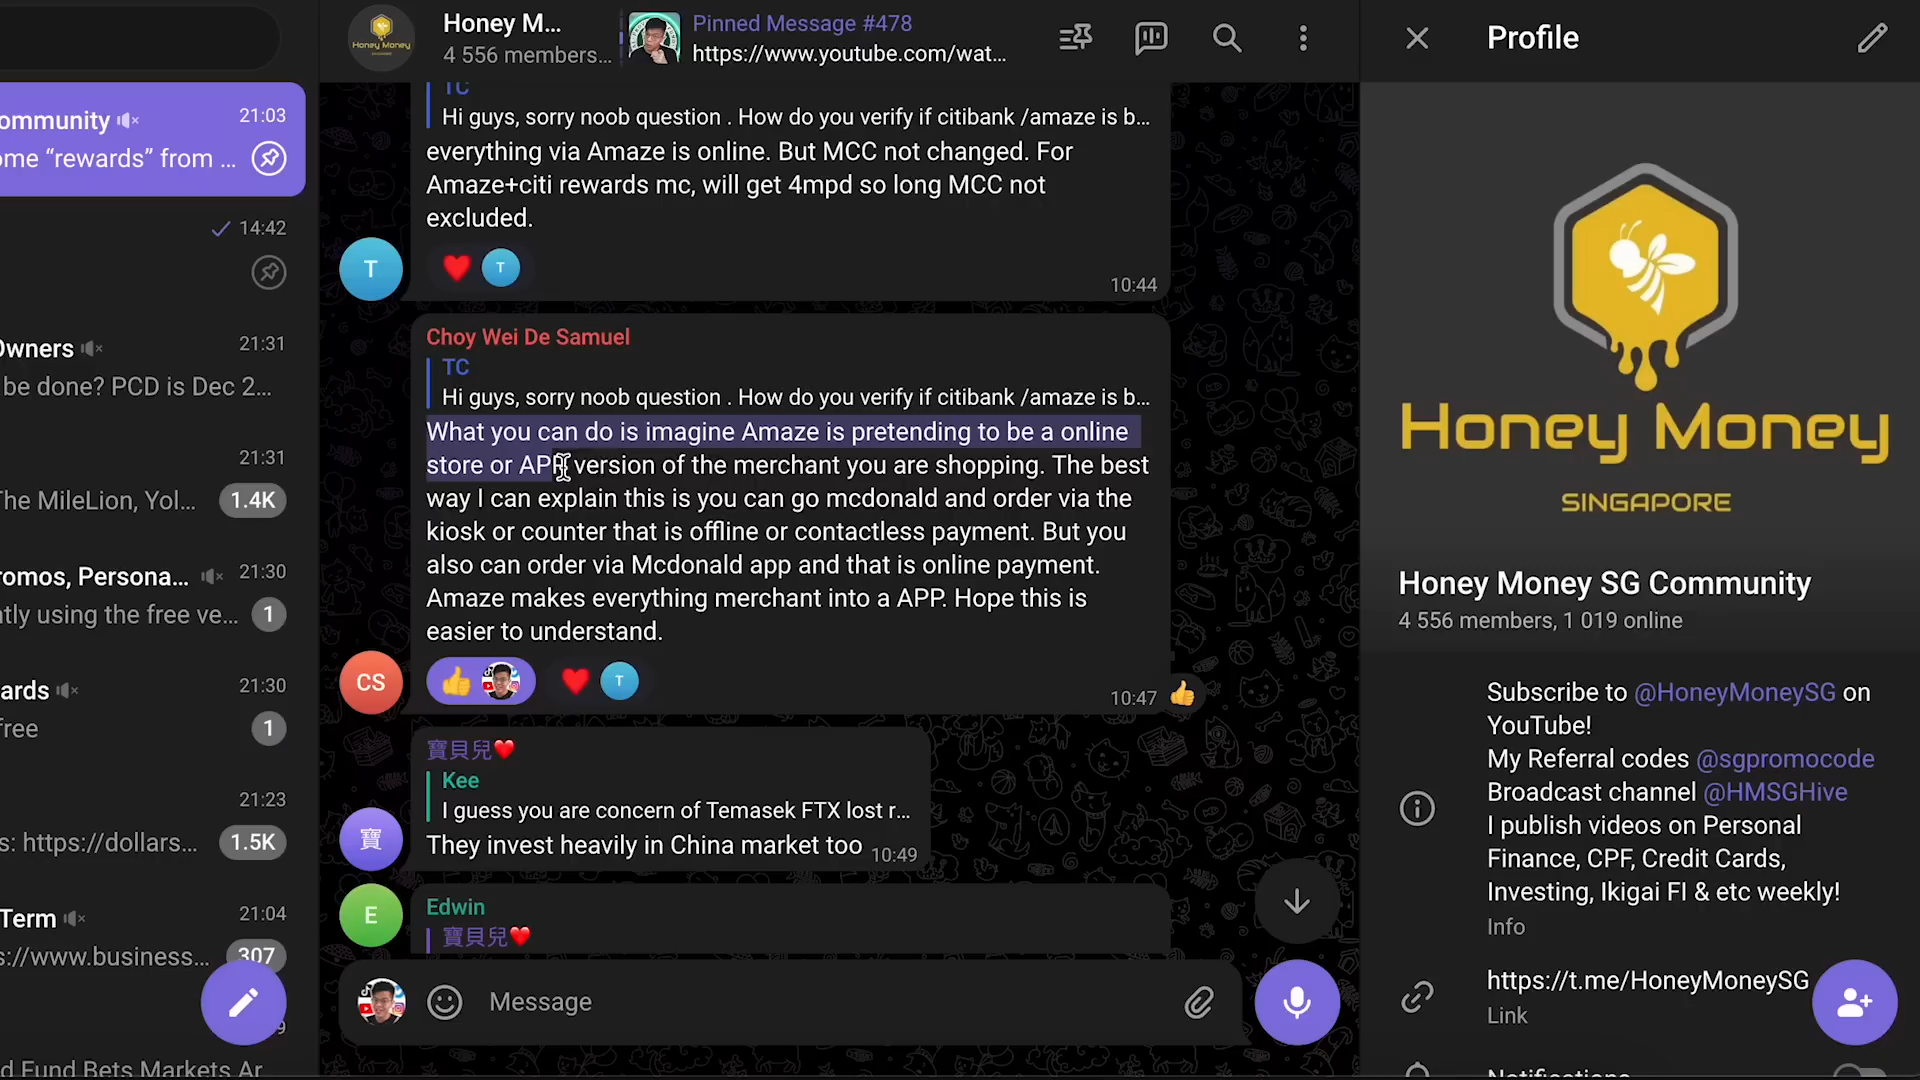 ommunity
21:03
ome “rewards” from ...
14:42
Owners
21:31
be done? PCD is Dec 2...
21:31
The MileLion, Yol...
1.4K
romos, Persona...
21:30
ntly using the free ve...
1
ards
21:30
free
1
21:23
s: https://dollars...
1.5K
Term
21:04
s://www.business...
307
d Fund Bets Markets Ar
Honey M...
4 556 members...
Pinned Message #478
https://www.youtube.com/wat...
TC
Hi guys, sorry noob question . How do you verify if citibank /amaze is b...
everything via Amaze is online. But MCC not changed. For
Amaze+citi rewards mc, will get 4mpd so long MCC not
excluded.
T
T
10:44
Choy Wei De Samuel
TC
Hi guys, sorry noob question . How do you verify if citibank /amaze is b...
What you can do is imagine Amaze is pretending to be a online
store or APP version of the merchant you are shopping. The best
way I can explain this is you can go mcdonald and order via the
kiosk or counter that is offline or contactless payment. But you
also can order via Mcdonald app and that is online payment.
Amaze makes everything merchant into a APP. Hope this is
easier to understand.
CS
T
10:47
寶貝兒❤️
Kee
I guess you are concern of Temasek FTX lost r...
寶
They invest heavily in China market too
10:49
E
Edwin
寶貝兒❤️
Message
Profile
Honey Money
SINGAPORE
Honey Money SG Community
4 556 members, 1 019 online
Subscribe to @HoneyMoneySG on
YouTube!
My Referral codes @sgpromocode
Broadcast channel @HMSGHive
I publish videos on Personal
Finance, CPF, Credit Cards,
Investing, Ikigai FI & etc weekly!
Info
https://t.me/HoneyMoneySG
Link
Notifications